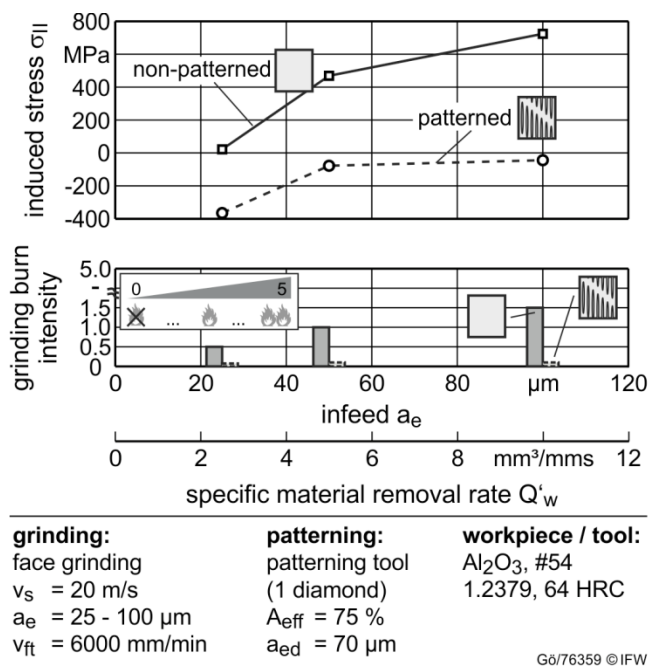 800
MPa
400
200
0
-200
-400
induced stress σII
non-patterned
patterned
5.0
-
1.5
1.0
0.5
0
grinding burn
intensity
0 5
... ...
0 20 40 60 80 µm 120
infeed ae
0 2 4 6 8 mm³/mms 12
specific material removal rate Q‘w
grinding:
face grinding
vs = 20 m/s
ae = 25 - 100 µm
vft = 6000 mm/min
patterning:
patterning tool
(1 diamond)
Aeff = 75 %
aed = 70 µm
workpiece / tool:
Al2O3, #54
1.2379, 64 HRC
Gö/76359 © IFW